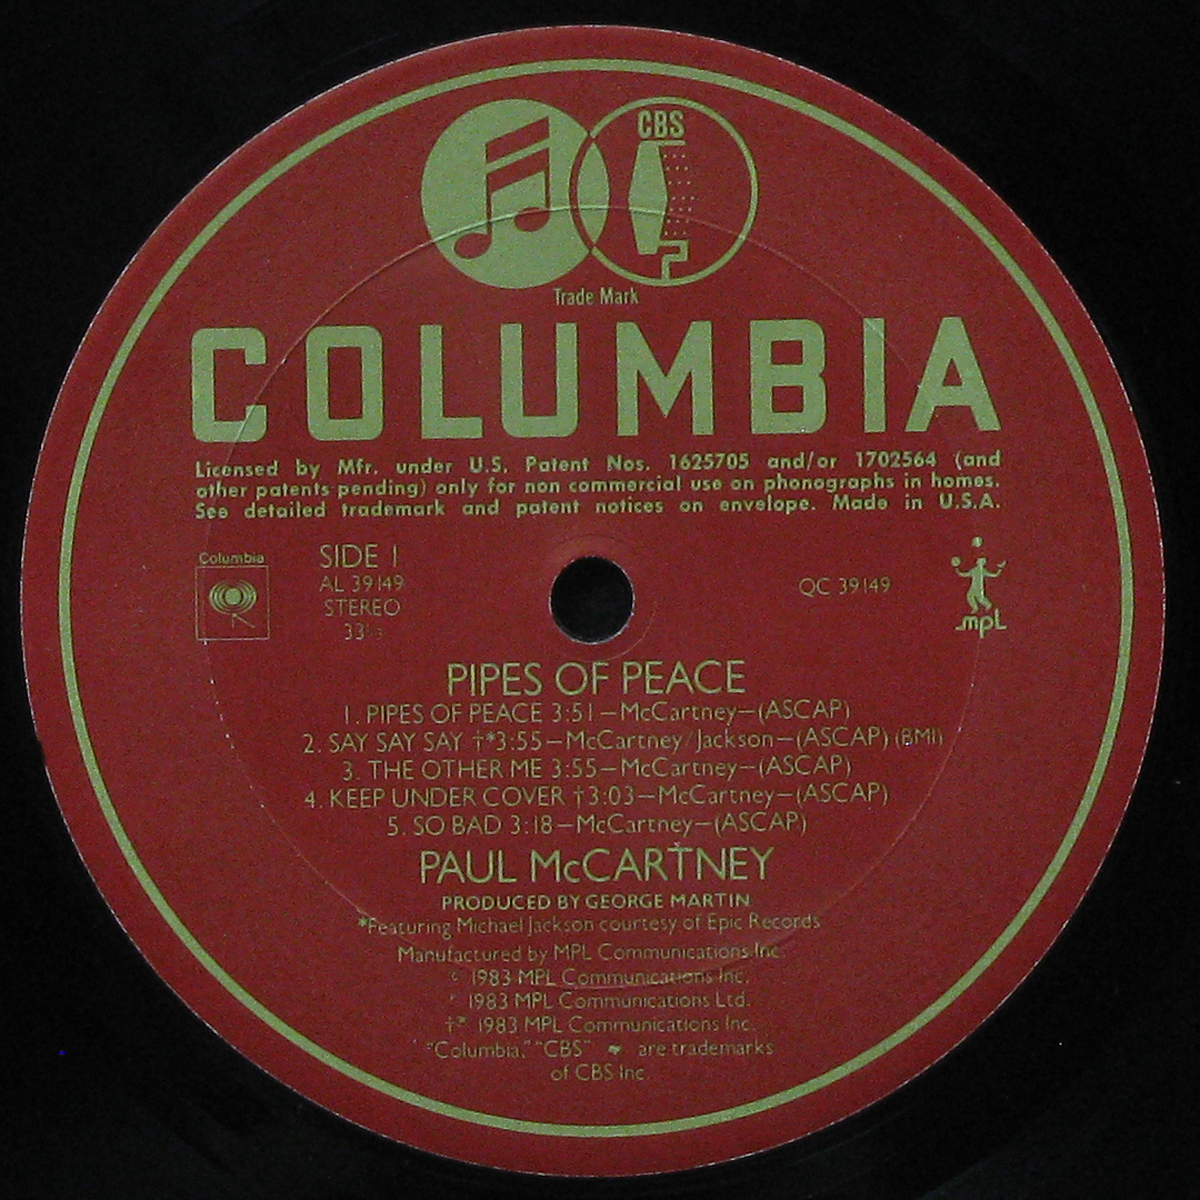 CBS
Trade Mark
COLUMBIA
Licensed by Mfr. under U.S. Patent Nos. 1625705 and/or 1702564 (and
other patents pending) only for non commercial use on phonographs in homes.
See detailed trademark and patent notices on envelope. Made in U.S.A.
Columbia
SIDE 1
AL 39149
STEREO
33⅓
QC 39149
mpl
PIPES OF PEACE
1. PIPES OF PEACE 3:51–McCartney–(ASCAP)
2. SAY SAY SAY †*3:55–McCartney/Jackson–(ASCAP) (BMI)
3. THE OTHER ME 3:55–McCartney–(ASCAP)
4. KEEP UNDER COVER †3:03–McCartney–(ASCAP)
5. SO BAD 3:18–McCartney–(ASCAP)
PAUL McCARTNEY
PRODUCED BY GEORGE MARTIN
*Featuring Michael Jackson courtesy of Epic Records
Manufactured by MPL Communications Inc.
© 1983 MPL Communications Inc.
1983 MPL Communications Ltd.
†* 1983 MPL Communications Inc.
"Columbia," "CBS" are trademarks
of CBS Inc.